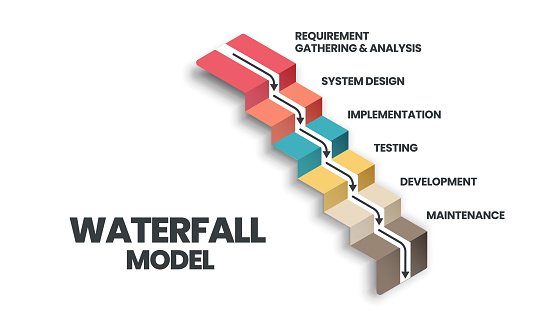 REQUIREMENT
GATHERING & ANALYSIS
SYSTEM DESIGN
IMPLEMENTATION
TESTING
DEVELOPMENT
MAINTENANCE
WATERFALL
MODEL